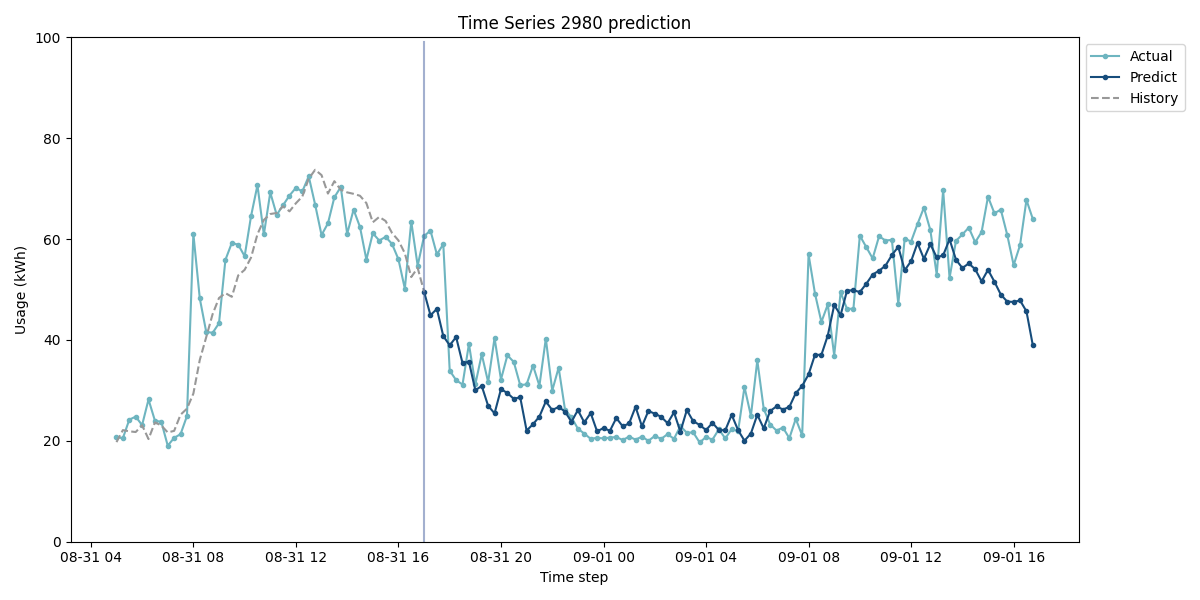 Time Series 2980 prediction
100
80
60
40
20
0
Usage (kWh)
08-31 04
08-31 08
08-31 12
08-31 16
08-31 20
09-01 00
09-01 04
09-01 08
09-01 12
09-01 16
Time step
Actual
Predict
History